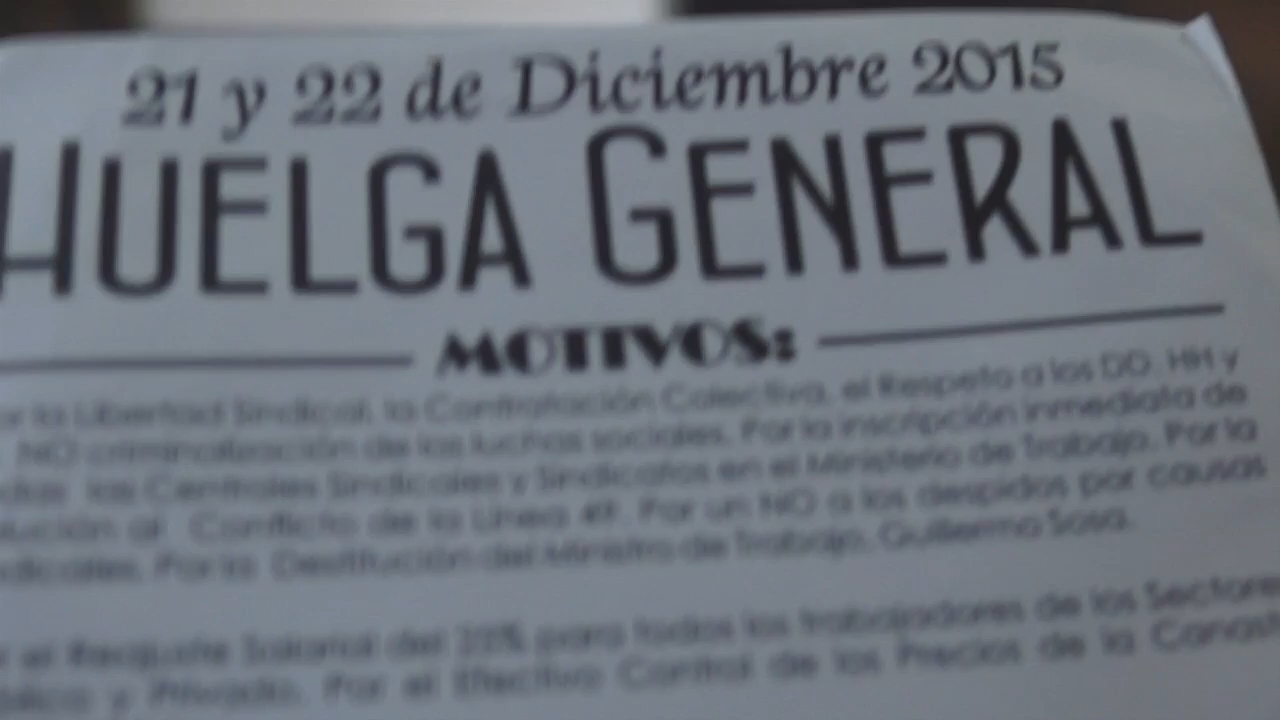 21 y 22 de Diciembre 2015
HUELGA GENERAL
MOTIVOS:
la Libertad Sindical, la Contratación Colectiva, el Respeto a los DD. HH y
NO criminalización de las luchas sociales. Por la inscripción inmediata de
las Centrales Sindicales y Sindicatos en el Ministerio de Trabajo. Por la
al Conflicto de la Línea 49. Por un NO a los despidos por causas
Por la Destitución del Ministro de Trabajo, Guillermo Sosa.
el Reajuste Salarial del 25% para todos los trabajadores de los
y Privado. Por el Efectivo Control de los Precios de la